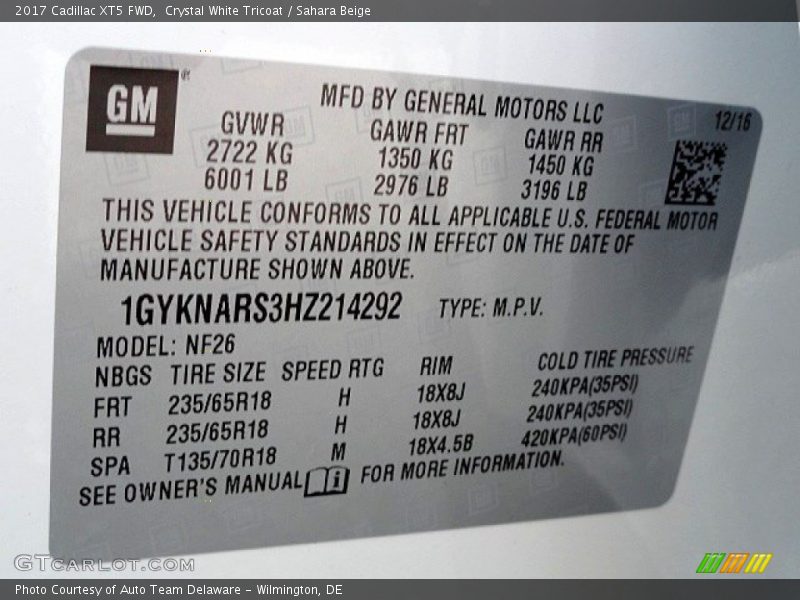 2017 Cadillac XT5 FWD, Crystal White Tricoat / Sahara Beige
GM ®
MFD BY GENERAL MOTORS LLC
12/16
GVWR GAWR FRT GAWR RR
2722 KG 1350 KG 1450 KG
6001 LB 2976 LB 3196 LB
THIS VEHICLE CONFORMS TO ALL APPLICABLE U.S. FEDERAL MOTOR
VEHICLE SAFETY STANDARDS IN EFFECT ON THE DATE OF
MANUFACTURE SHOWN ABOVE.
1GYKNARS3HZ214292 TYPE: M.P.V.
MODEL: NF26
NBGS TIRE SIZE SPEED RTG RIM COLD TIRE PRESSURE
FRT 235/65R18 H 18X8J 240KPA(35PSI)
RR 235/65R18 H 18X8J 240KPA(35PSI)
SPA T135/70R18 M 18X4.5B 420KPA(60PSI)
SEE OWNER'S MANUAL i FOR MORE INFORMATION.
GTCARLOT.COM
Photo Courtesy of Auto Team Delaware – Wilmington, DE